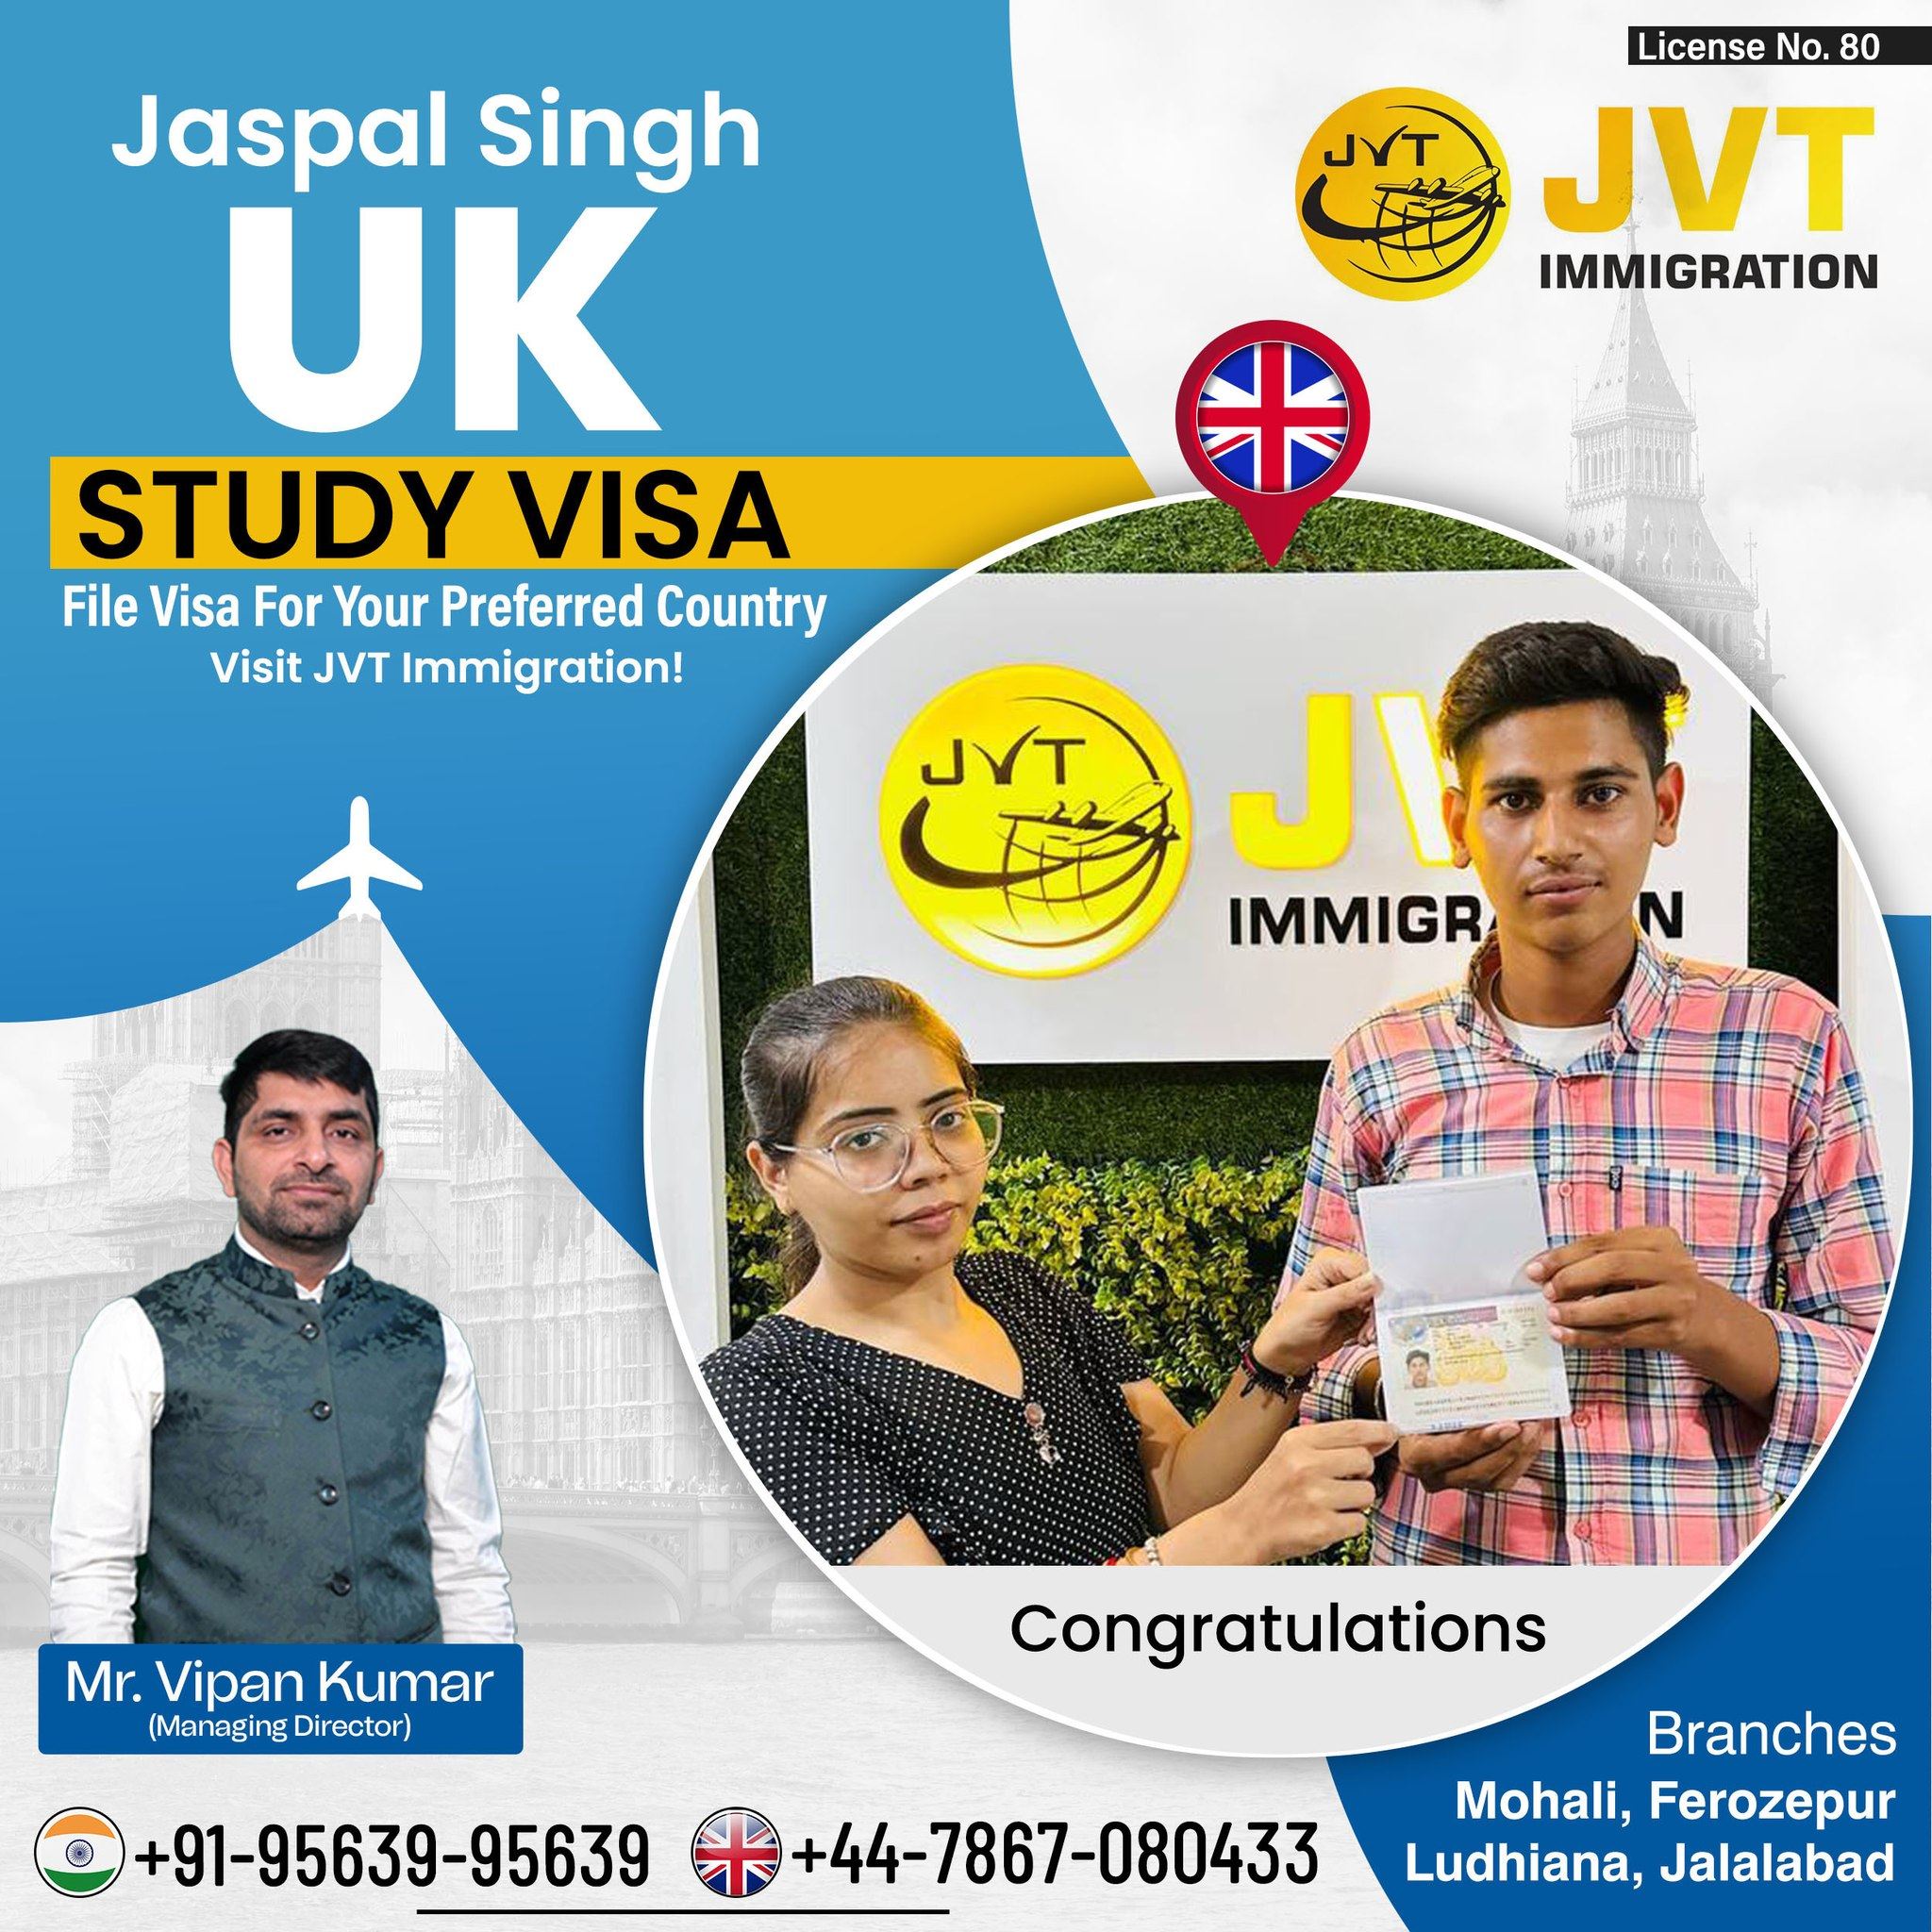 License No. 80
JVT
JVT
IMMIGRATION
Jaspal Singh
UK
STUDY VISA
File Visa For Your Preferred Country
Visit JVT Immigration!
JVT
IMMIGR
N
Congratulations
Mr. Vipan Kumar
(Managing Director)
Branches
Mohali, Ferozepur
Ludhiana, Jalalabad
+91-95639-95639
+44-7867-080433